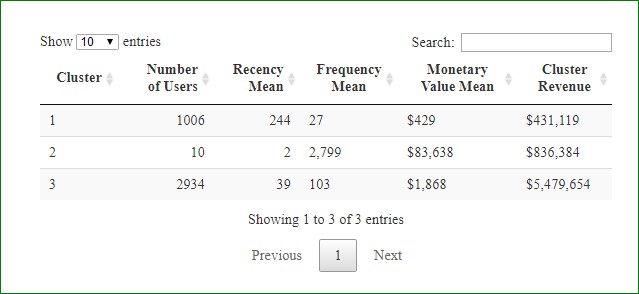 Show 10 entries Search:
Cluster Number of Users Recency Mean Frequency Mean Monetary Value Mean Cluster Revenue
1 1006 244 27 $429 $431,119
2 10 2 2,799 $83,638 $836,384
3 2934 39 103 $1,868 $5,479,654
Showing 1 to 3 of 3 entries
Previous 1 Next